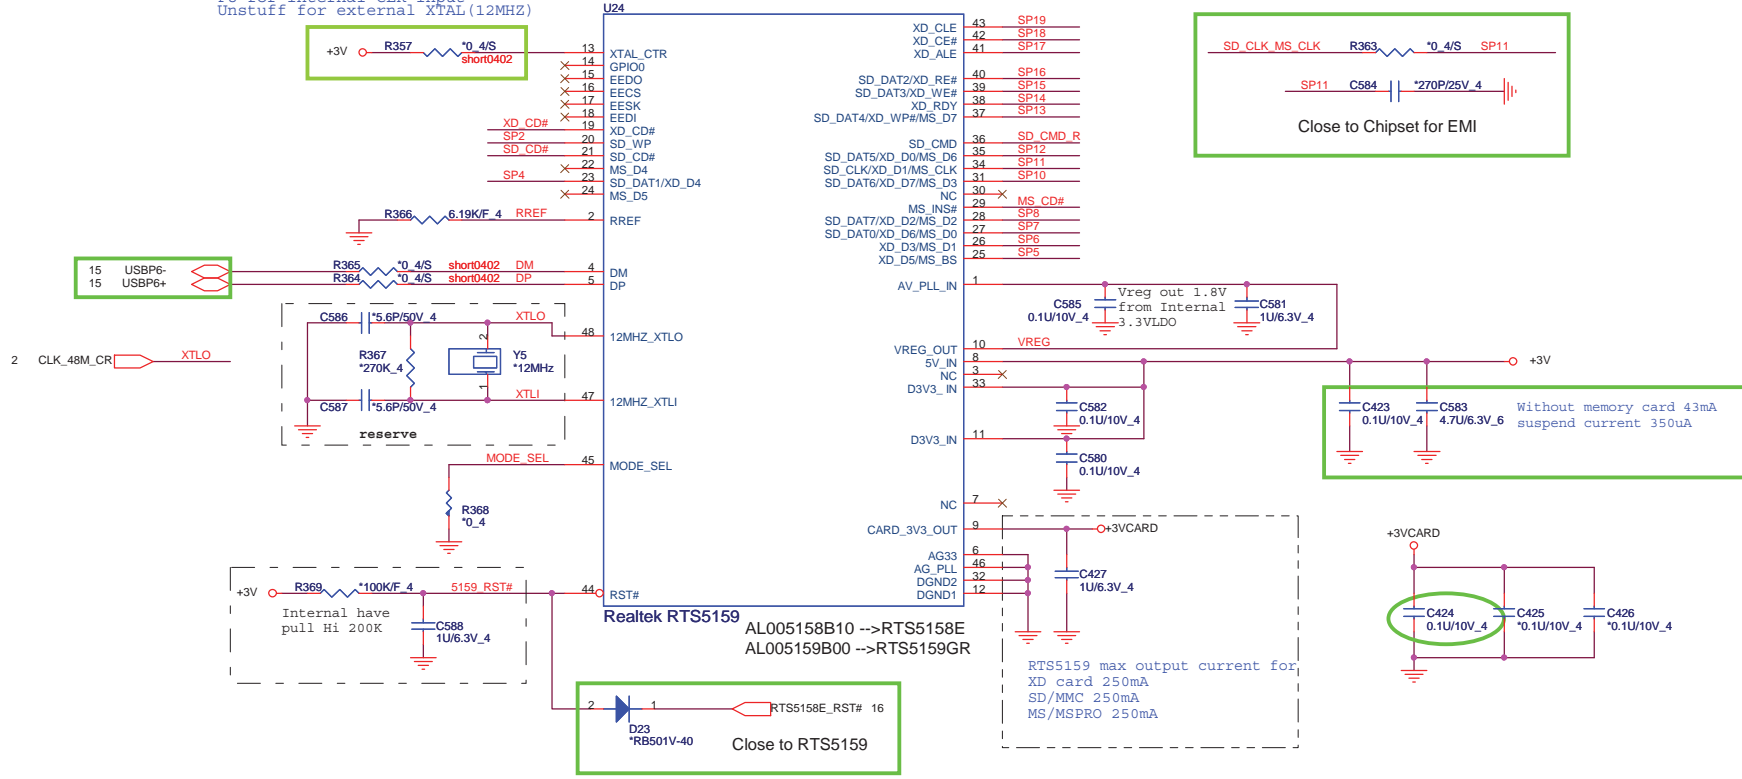 Unstuff for external XTAL(12MHZ)
U24
+3V
R357
*0_4/S
short0402
13
XTAL_CTR
14
GPIO0
15
EEDO
16
EECS
17
EESK
18
EEDI
XD_CD#
19
XD_CD#
SP2
20
SD_WP
SD_CD#
21
SD_CD#
22
MS_D4
SP4
23
SD_DAT1/XD_D4
24
MS_D5
R366
6.19K/F_4
RREF
2
RREF
15 USBP6-
R365
*0_4/S
short0402
DM
4
DM
15 USBP6+
R364
*0_4/S
short0402
DP
5
DP
C586
*5.6P/50V_4
XTLO
2
48
12MHZ_XTLO
R367
*270K_4
Y5
*12MHz
1
2 CLK_48M_CR
XTLO
C587
*5.6P/50V_4
XTLI
47
12MHZ_XTLI
reserve
MODE_SEL
45
MODE_SEL
R368
*0_4
+3V
R369
*100K/F_4
5159_RST#
44
RST#
Internal have
pull Hi 200K
C588
1U/6.3V_4
XD_CLE
43
SP19
XD_CE#
42
SP18
XD_ALE
41
SP17
SD_DAT2/XD_RE#
40
SP16
SD_DAT3/XD_WE#
39
SP15
XD_RDY
38
SP14
SD_DAT4/XD_WP#/MS_D7
37
SP13
SD_CMD
36
SD_CMD_R
SD_DAT5/XD_D0/MS_D6
35
SP12
SD_CLK/XD_D1/MS_CLK
34
SP11
SD_DAT6/XD_D7/MS_D3
31
SP10
NC
30
MS_INS#
29
MS_CD#
SD_DAT7/XD_D2/MS_D2
28
SP8
SD_DAT0/XD_D6/MS_D0
27
SP7
XD_D3/MS_D1
26
SP6
XD_D5/MS_BS
25
SP5
AV_PLL_IN
1
VREG_OUT
10
VREG
5V_IN
8
NC
3
D3V3_ IN
33
D3V3_IN
11
NC
7
CARD_3V3_OUT
9
AG33
6
AG_PLL
46
DGND2
32
DGND1
12
Realtek RTS5159
AL005158B10 -->RTS5158E
AL005159B00 -->RTS5159GR
2
1
D23
*RB501V-40
RTS5158E_RST# 16
Close to RTS5159
SD_CLK_MS_CLK
R363
*0_4/S
SP11
SP11
C584
*270P/25V_4
Close to Chipset for EMI
C585
0.1U/10V_4
Vreg out 1.8V
from Internal
3.3VLDO
C581
1U/6.3V_4
+3V
C582
0.1U/10V_4
C580
0.1U/10V_4
C423
0.1U/10V_4
C583
4.7U/6.3V_6
Without memory card 43mA
suspend current 350uA
+3VCARD
C427
1U/6.3V_4
RTS5159 max output current for
XD card 250mA
SD/MMC 250mA
MS/MSPRO 250mA
+3VCARD
C424
0.1U/10V_4
C425
*0.1U/10V_4
C426
*0.1U/10V_4